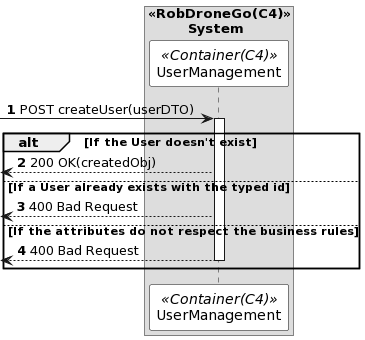 «RobDroneGo(C4)»
System
«Container(C4)»
UserManagement
1 POST createUser(userDTO)
alt [If the User doesn't exist]
2 200 OK(createdObj)
[If a User already exists with the typed id]
3 400 Bad Request
[If the attributes do not respect the business rules]
4 400 Bad Request
«Container(C4)»
UserManagement